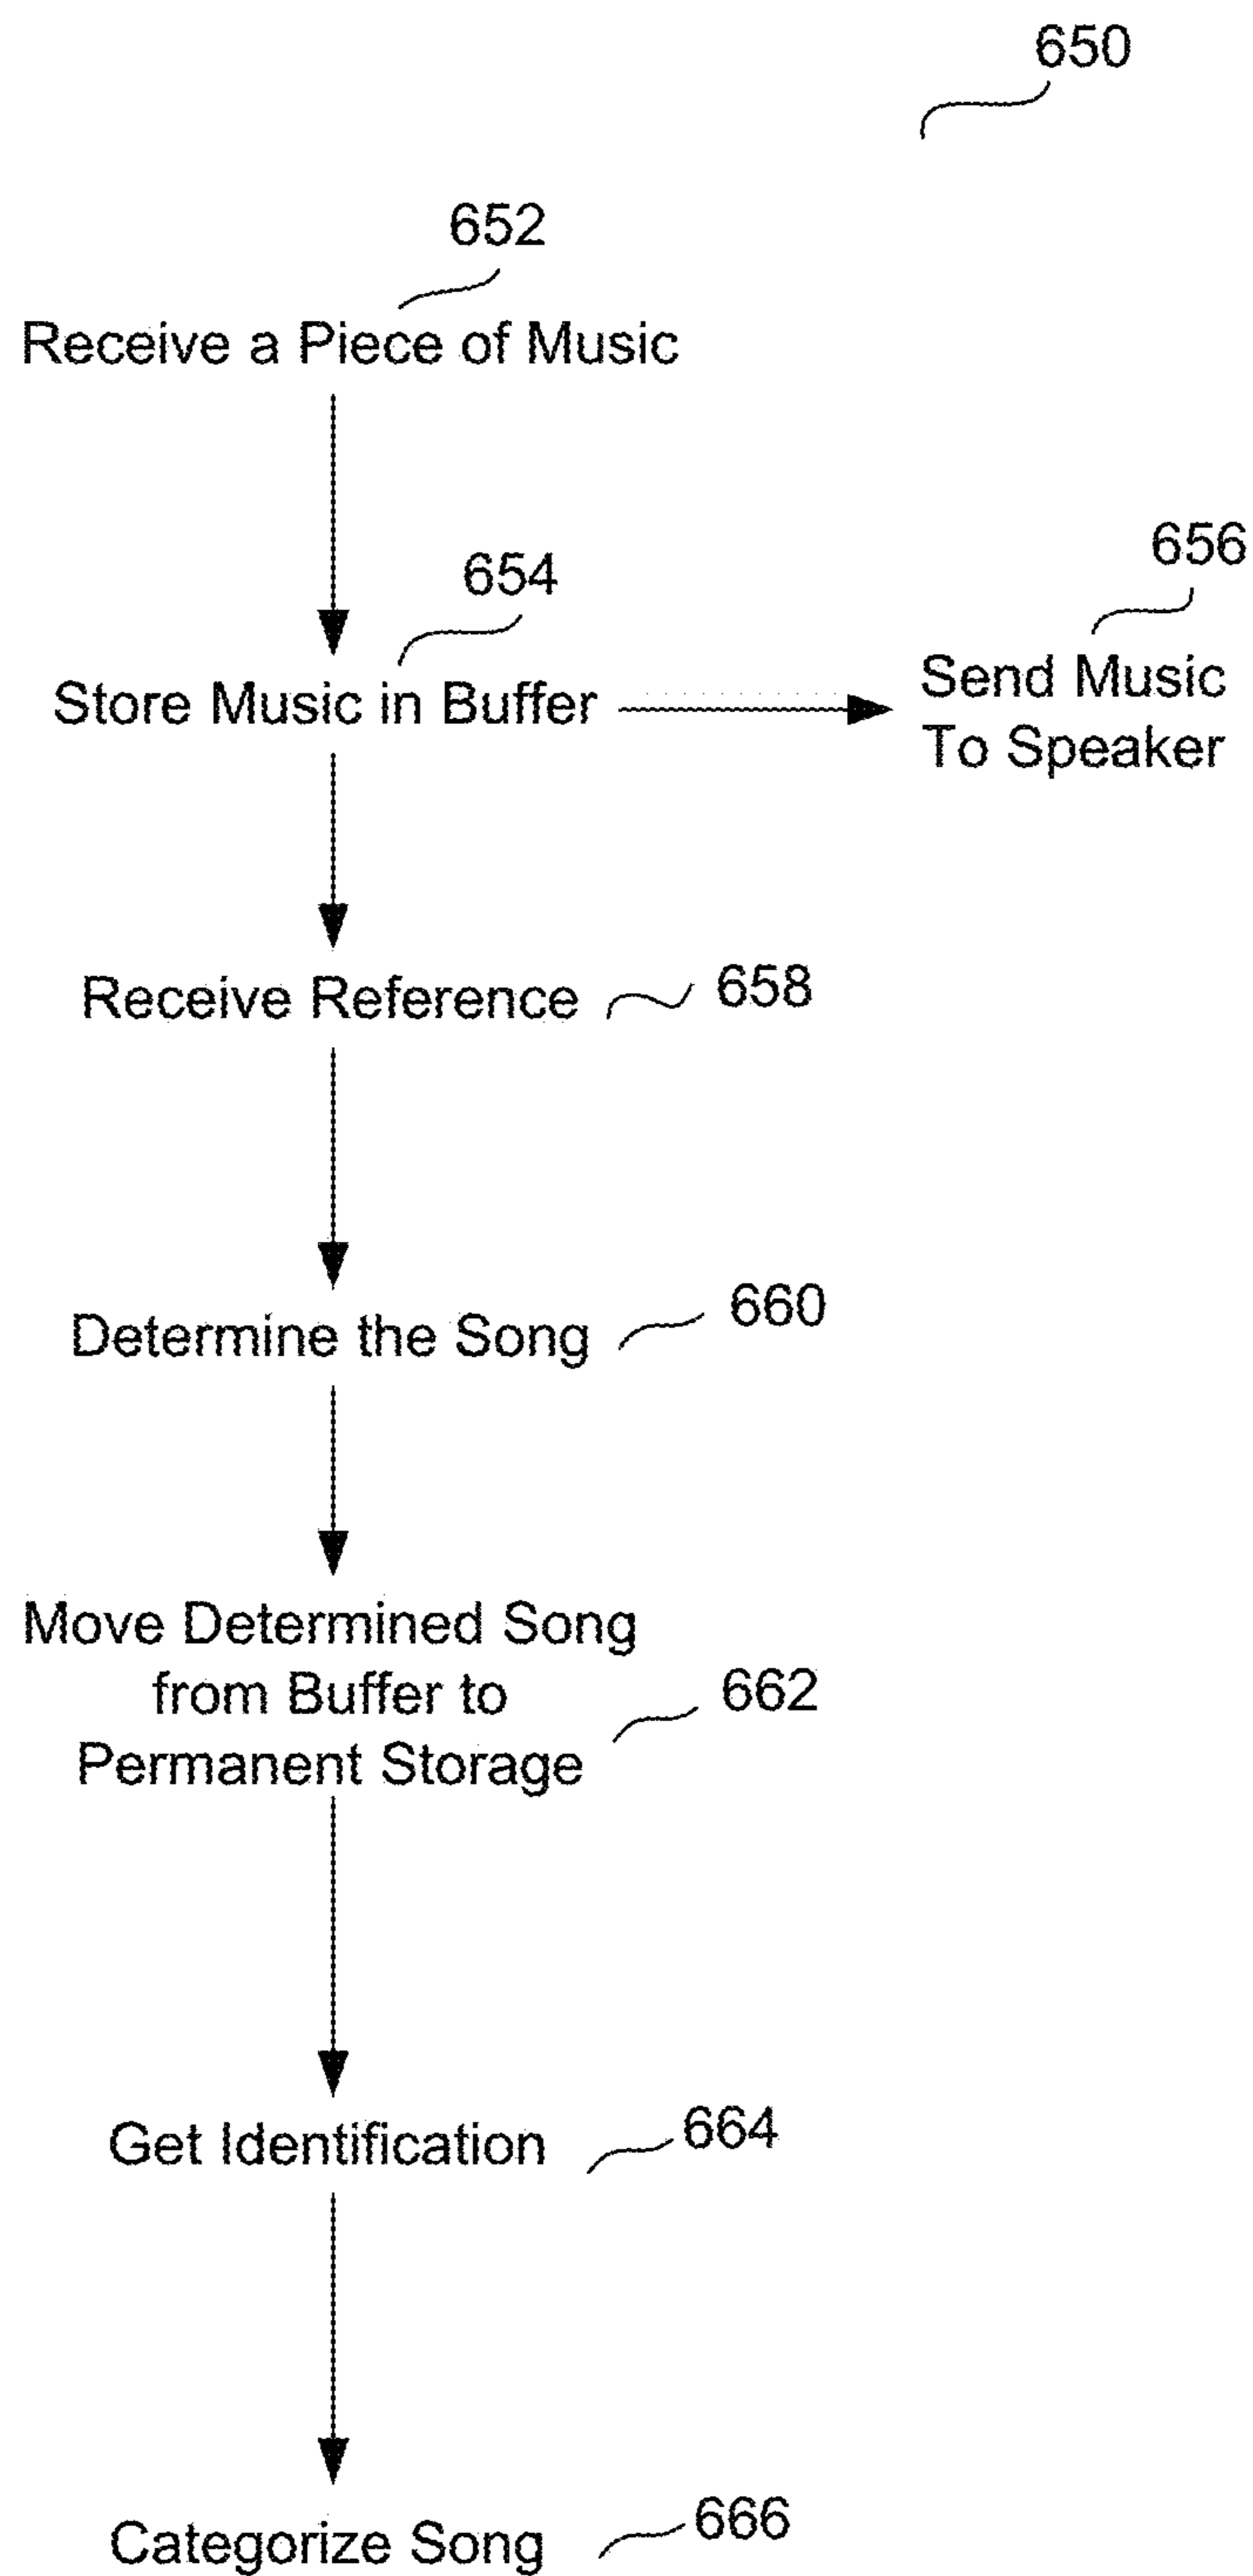 650
652
Receive a Piece of Music
654
Store Music in Buffer
656
Send Music
To Speaker
Receive Reference
658
Determine the Song
660
Move Determined Song
from Buffer to
Permanent Storage
662
Get Identification
664
Categorize Song
666